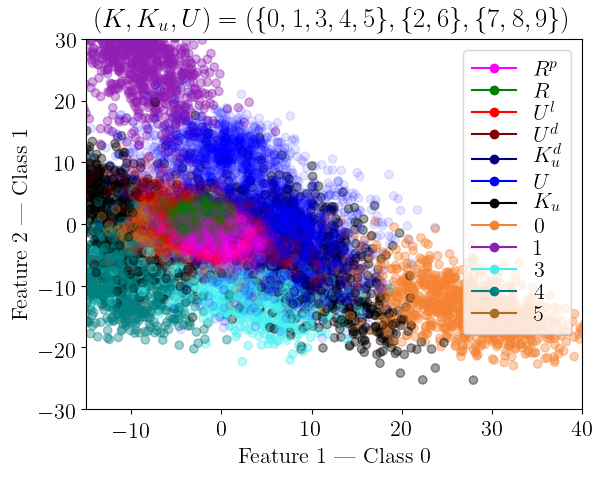 (K, K_u, U) = ({0, 1, 3, 4, 5}, {2, 6}, {7, 8, 9})
30
20
10
0
−10
−20
−30
Feature 2 — Class 1
R^p
R
U^l
U^d
K_u^d
U
K_u
0
1
3
4
5
−10
0
10
20
30
40
Feature 1 — Class 0